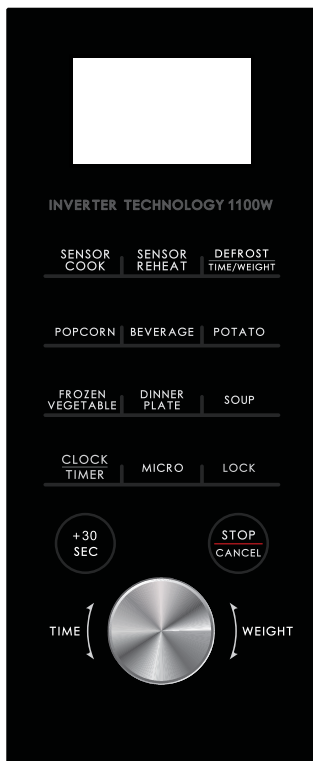 INVERTER TECHNOLOGY 1100W
SENSOR COOK SENSOR REHEAT DEFROST TIME/WEIGHT
POPCORN BEVERAGE POTATO
FROZEN VEGETABLE DINNER PLATE SOUP
CLOCK TIMER MICRO LOCK
+30 SEC STOP CANCEL
TIME WEIGHT